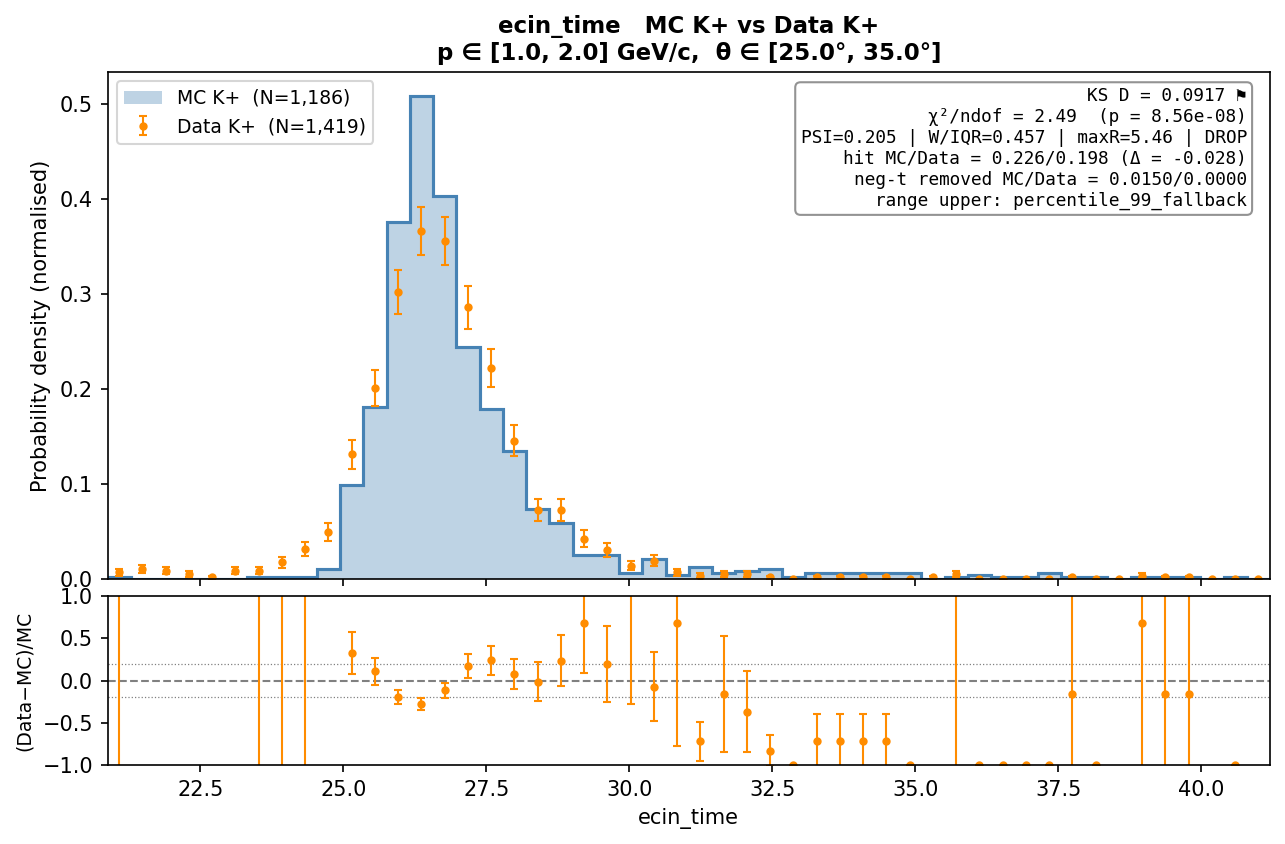 ecin_time   MC K+ vs Data K+
p ∈ [1.0, 2.0] GeV/c,  θ ∈ [25.0°, 35.0°]
MC K+  (N=1,186)
Data K+  (N=1,419)
KS D = 0.0917 ⚑
χ²/ndof = 2.49  (p = 8.56e-08)
PSI=0.205 | W/IQR=0.457 | maxR=5.46 | DROP
hit MC/Data = 0.226/0.198 (Δ = -0.028)
neg-t removed MC/Data = 0.0150/0.0000
range upper: percentile_99_fallback
Probability density (normalised)
0.5
0.4
0.3
0.2
0.1
0.0
(Data−MC)/MC
1.0
0.5
0.0
−0.5
−1.0
22.5 25.0 27.5 30.0 32.5 35.0 37.5 40.0
ecin_time